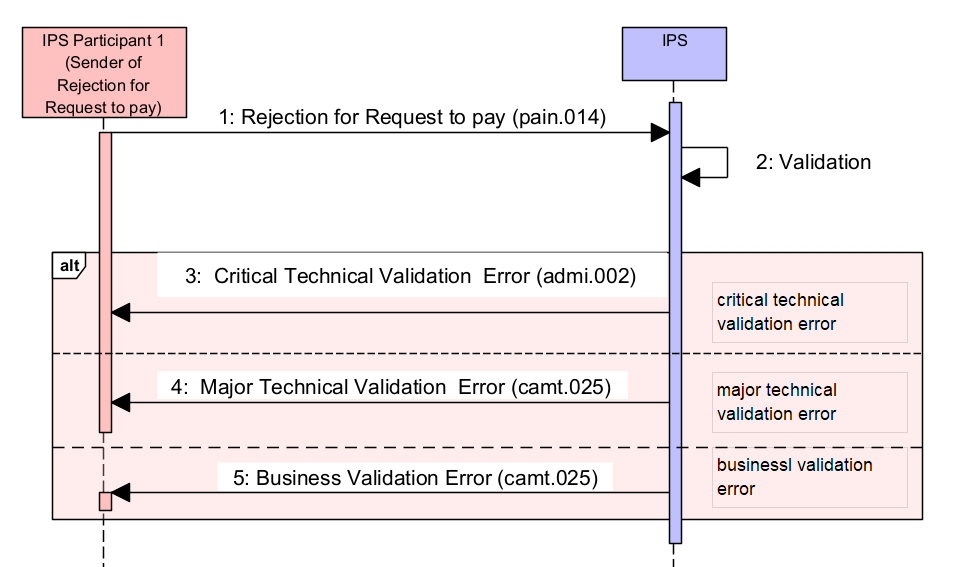 IPS Participant 1
(Sender of
Rejection for
Request to pay)
IPS
1: Rejection for Request to pay (pain.014)
2: Validation
alt
3:  Critical Technical Validation  Error (admi.002)
critical technical
validation error
4:  Major Technical Validation  Error (camt.025)
major technical
validation error
5: Business Validation Error (camt.025)
businessl validation
error